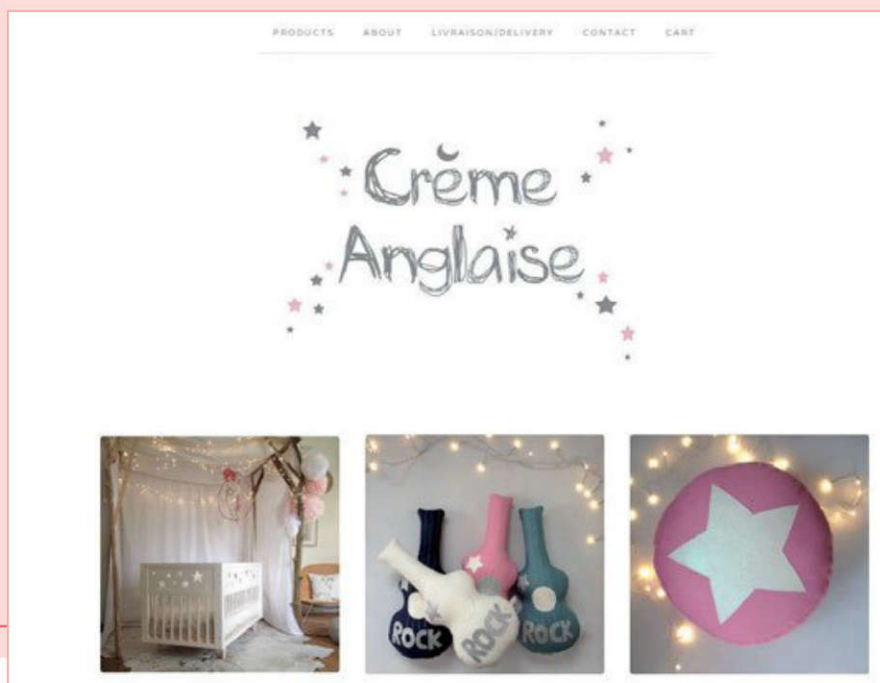 PRODUCTS ABOUT LIVRAISON/DELIVERY CONTACT CART
Crème
Anglaise
ROCK ROCK ROCK